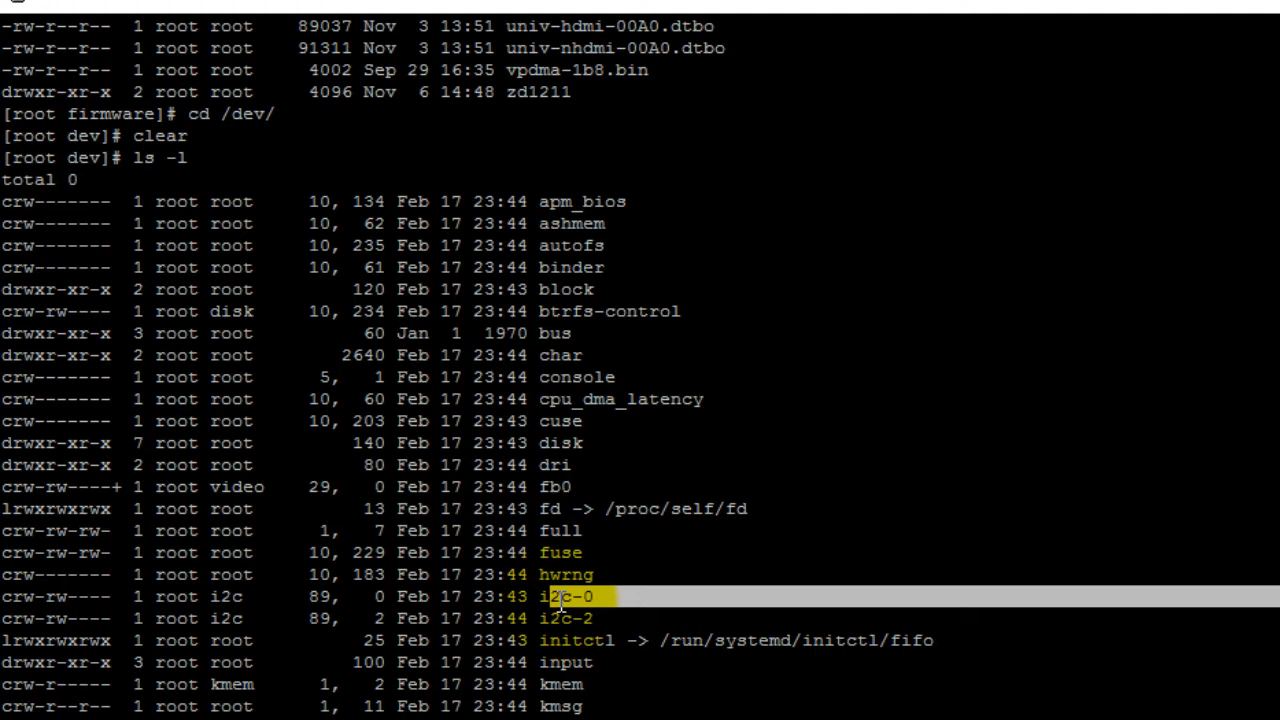 -rw-r--r-- 1 root root 89037 Nov 3 13:51 univ-hdmi-00A0.dtbo
-rw-r--r-- 1 root root 91311 Nov 3 13:51 univ-nhdmi-00A0.dtbo
-rw-r--r-- 1 root root 4002 Sep 29 16:35 vpdma-1b8.bin
drwxr-xr-x 2 root root 4096 Nov 6 14:48 zd1211
[root firmware]# cd /dev/
[root dev]# clear
[root dev]# ls -l
total 0
crw------- 1 root root 10, 134 Feb 17 23:44 apm_bios
crw------- 1 root root 10, 62 Feb 17 23:44 ashmem
crw------- 1 root root 10, 235 Feb 17 23:44 autofs
crw------- 1 root root 10, 61 Feb 17 23:44 binder
drwxr-xr-x 2 root root 120 Feb 17 23:43 block
crw-rw---- 1 root disk 10, 234 Feb 17 23:44 btrfs-control
drwxr-xr-x 3 root root 60 Jan 1 1970 bus
drwxr-xr-x 2 root root 2640 Feb 17 23:44 char
crw------- 1 root root 5, 1 Feb 17 23:44 console
crw------- 1 root root 10, 60 Feb 17 23:44 cpu_dma_latency
crw------- 1 root root 10, 203 Feb 17 23:43 cuse
drwxr-xr-x 7 root root 140 Feb 17 23:43 disk
drwxr-xr-x 2 root root 80 Feb 17 23:44 dri
crw-rw----+ 1 root video 29, 0 Feb 17 23:44 fb0
lrwxrwxrwx 1 root root 13 Feb 17 23:43 fd -> /proc/self/fd
crw-rw-rw- 1 root root 1, 7 Feb 17 23:44 full
crw-rw-rw- 1 root root 10, 229 Feb 17 23:44 fuse
crw------- 1 root root 10, 183 Feb 17 23:44 hwrng
crw-rw---- 1 root i2c 89, 0 Feb 17 23:43 i2c-0
crw-rw---- 1 root i2c 89, 2 Feb 17 23:44 i2c-2
lrwxrwxrwx 1 root root 25 Feb 17 23:43 initctl -> /run/systemd/initctl/fifo
drwxr-xr-x 3 root root 100 Feb 17 23:44 input
crw-r----- 1 root kmem 1, 2 Feb 17 23:44 kmem
crw-r--r-- 1 root root 1, 11 Feb 17 23:44 kmsg